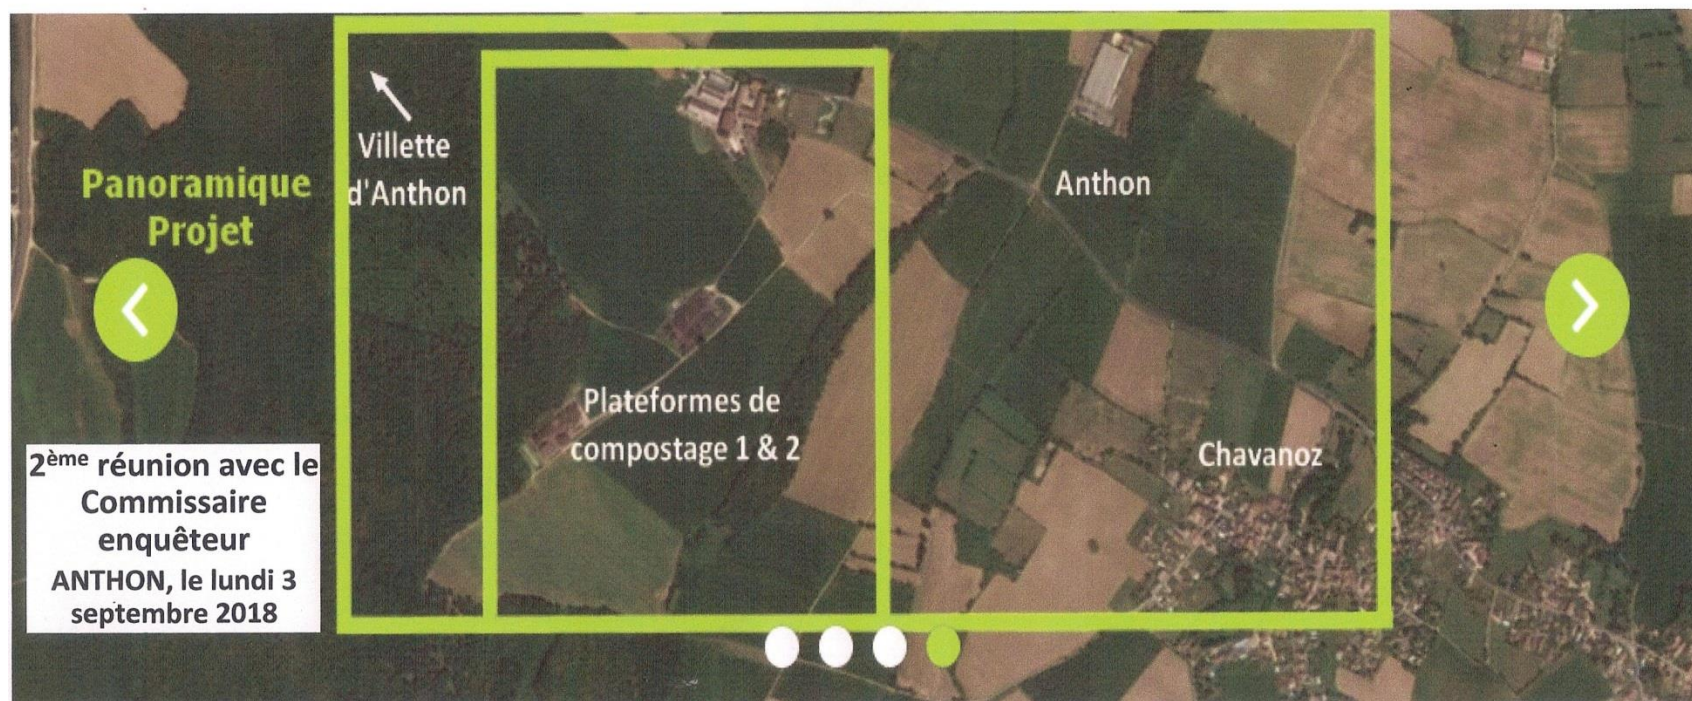 Panoramique
Projet
Villette
d'Anthon
Anthon
Plateformes de
compostage 1 & 2
Chavanoz
2ème réunion avec le
Commissaire
enquêteur
ANTHON, le lundi 3
septembre 2018